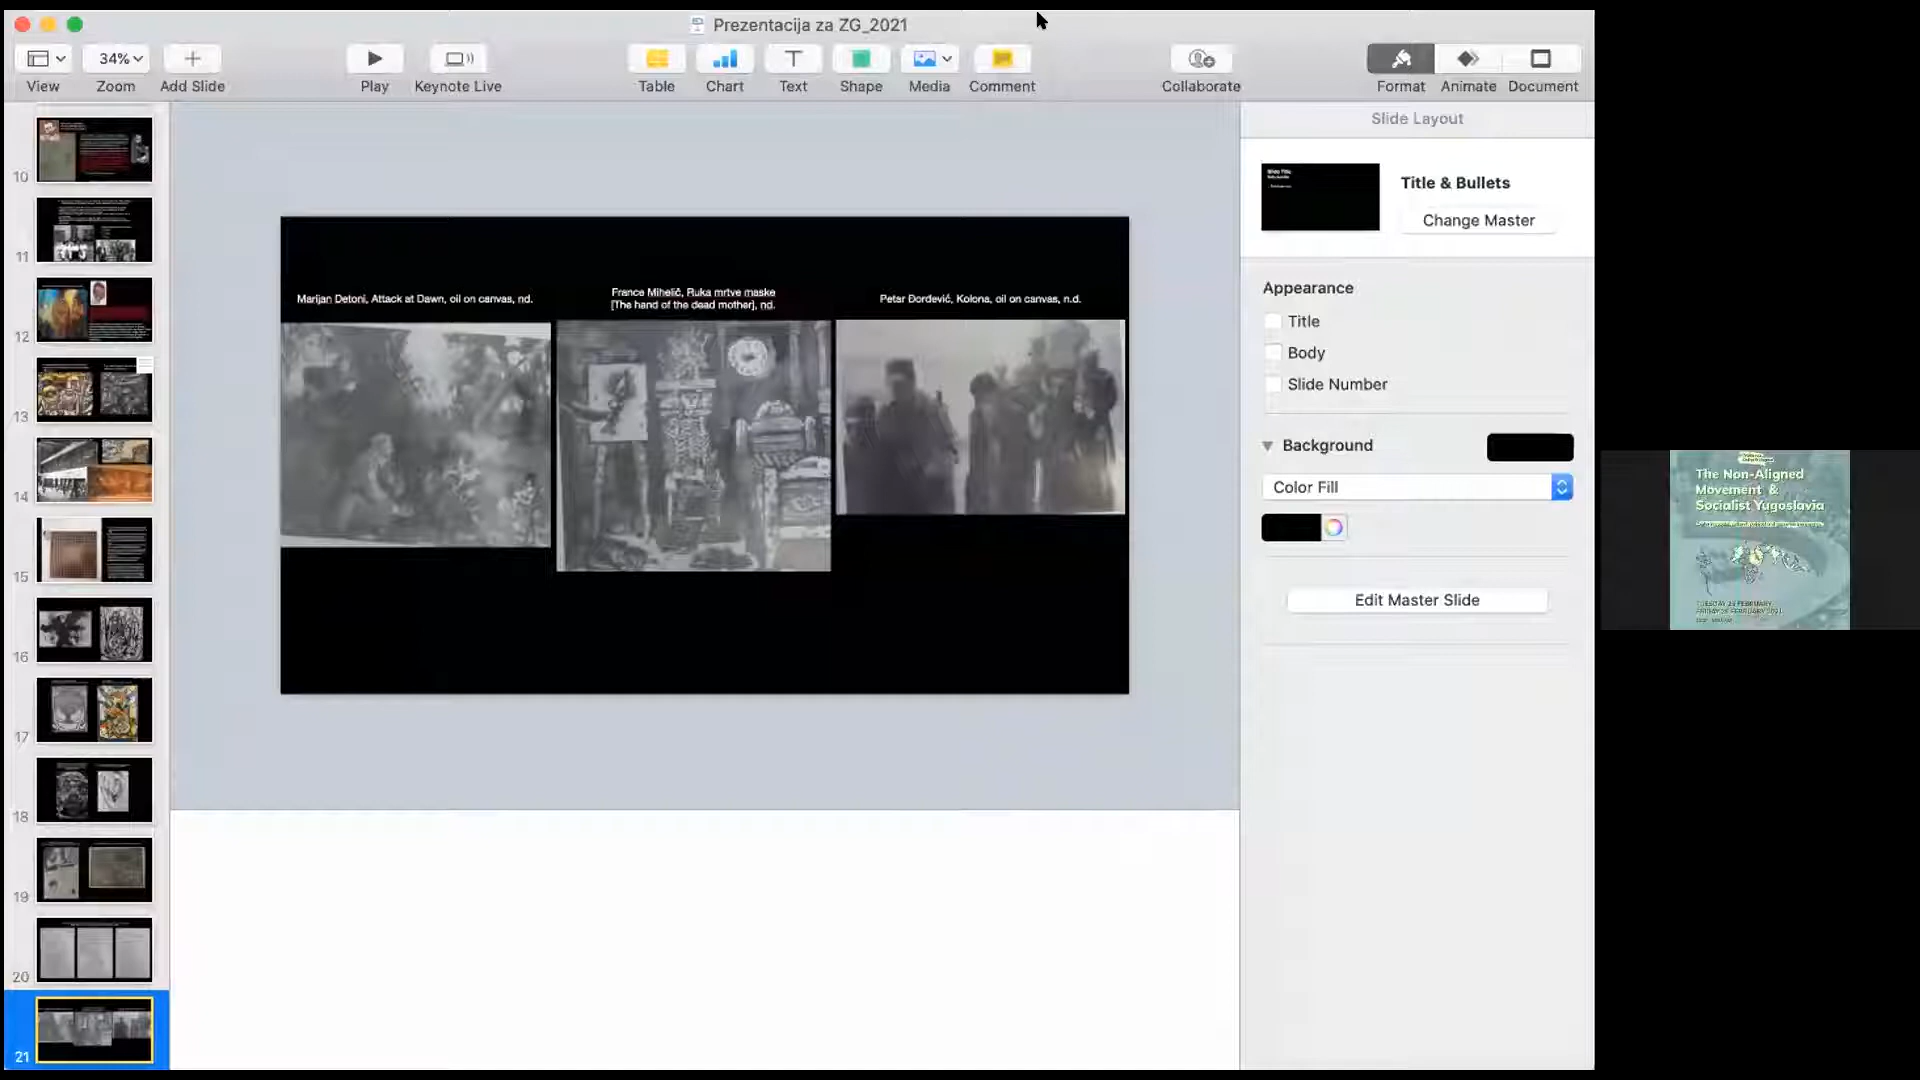 Prezentacija za ZG_2021
34%
View
Zoom
Add Slide
Play
Keynote Live
Table
Chart
Text
Shape
Media
Comment
Collaborate
Format
Animate
Document
10
11
12
13
14
15
16
17
18
19
20
21
Marijan Detoni, Attack at Dawn, oil on canvas, nd.
France Mihelič, Ruka mrtve maske
[The hand of the dead mother], nd.
Petar Đorđević, Kolona, oil on canvas, n.d.
Slide Layout
Title & Bullets
Change Master
Appearance
Title
Body
Slide Number
Background
Color Fill
Edit Master Slide
The Non-Aligned
Movement &
Socialist Yugoslavia